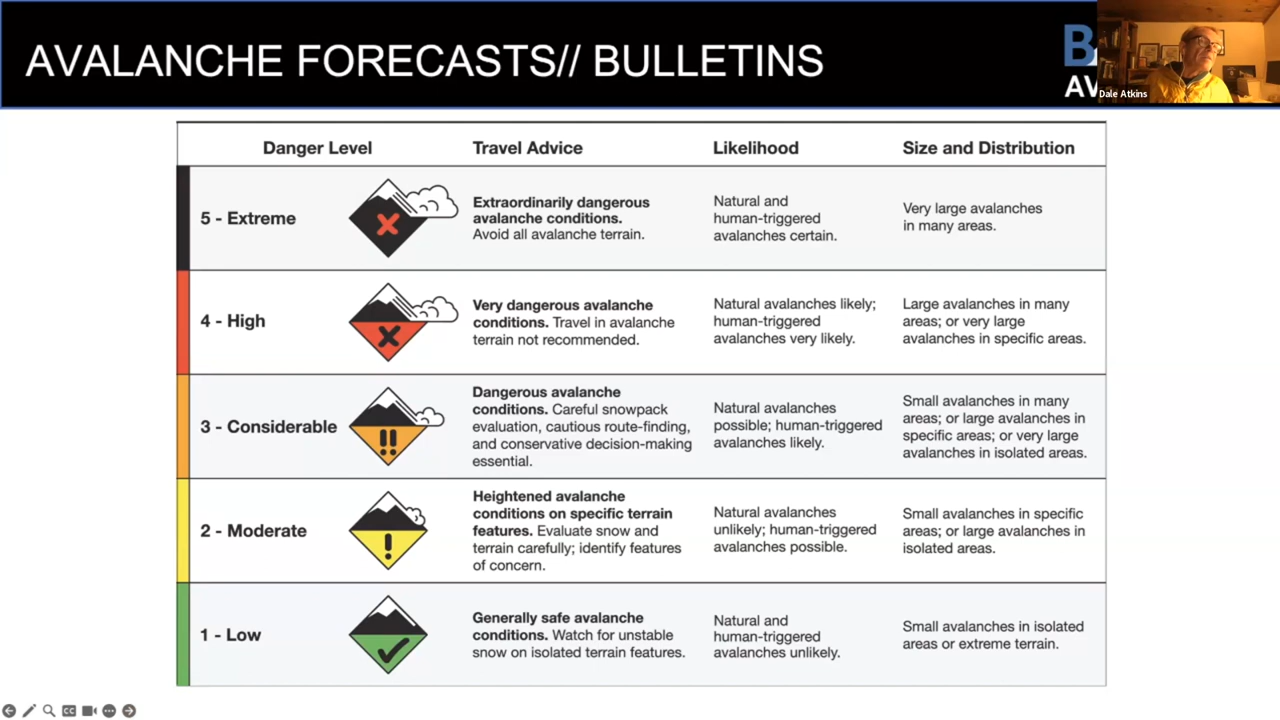 AVALANCHE FORECASTS// BULLETINS
B
AV
Dale Atkins
Danger Level
Travel Advice
Likelihood
Size and Distribution
5 - Extreme
Extraordinarily dangerous
avalanche conditions.
Avoid all avalanche terrain.
Natural and
human-triggered
avalanches certain.
Very large avalanches
in many areas.
4 - High
Very dangerous avalanche
conditions. Travel in avalanche
terrain not recommended.
Natural avalanches likely;
human-triggered
avalanches very likely.
Large avalanches in many
areas; or very large
avalanches in specific areas.
3 - Considerable
!!
Dangerous avalanche
conditions. Careful snowpack
evaluation, cautious route-finding,
and conservative decision-making
essential.
Natural avalanches
possible; human-triggered
avalanches likely.
Small avalanches in many
areas; or large avalanches in
specific areas; or very large
avalanches in isolated areas.
2 - Moderate
!
Heightened avalanche
conditions on specific terrain
features. Evaluate snow and
terrain carefully; identify features
of concern.
Natural avalanches
unlikely; human-triggered
avalanches possible.
Small avalanches in specific
areas; or large avalanches in
isolated areas.
1 - Low
Generally safe avalanche
conditions. Watch for unstable
snow on isolated terrain features.
Natural and
human-triggered
avalanches unlikely.
Small avalanches in isolated
areas or extreme terrain.
CC